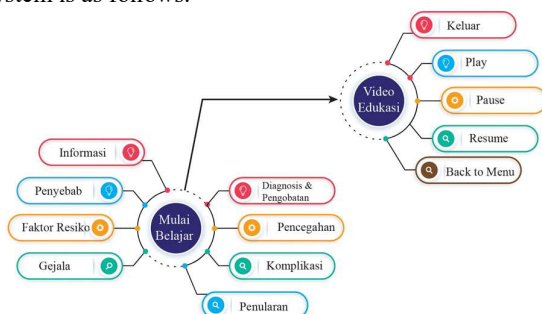 ystem is as follows:
Keluar
Play
Video
Edukasi
Pause
Resume
Back to Menu
Informasi
Penyebab
Faktor Resiko
Gejala
Mulai
Belajar
Diagnosis &
Pengobatan
Pencegahan
Komplikasi
Penularan